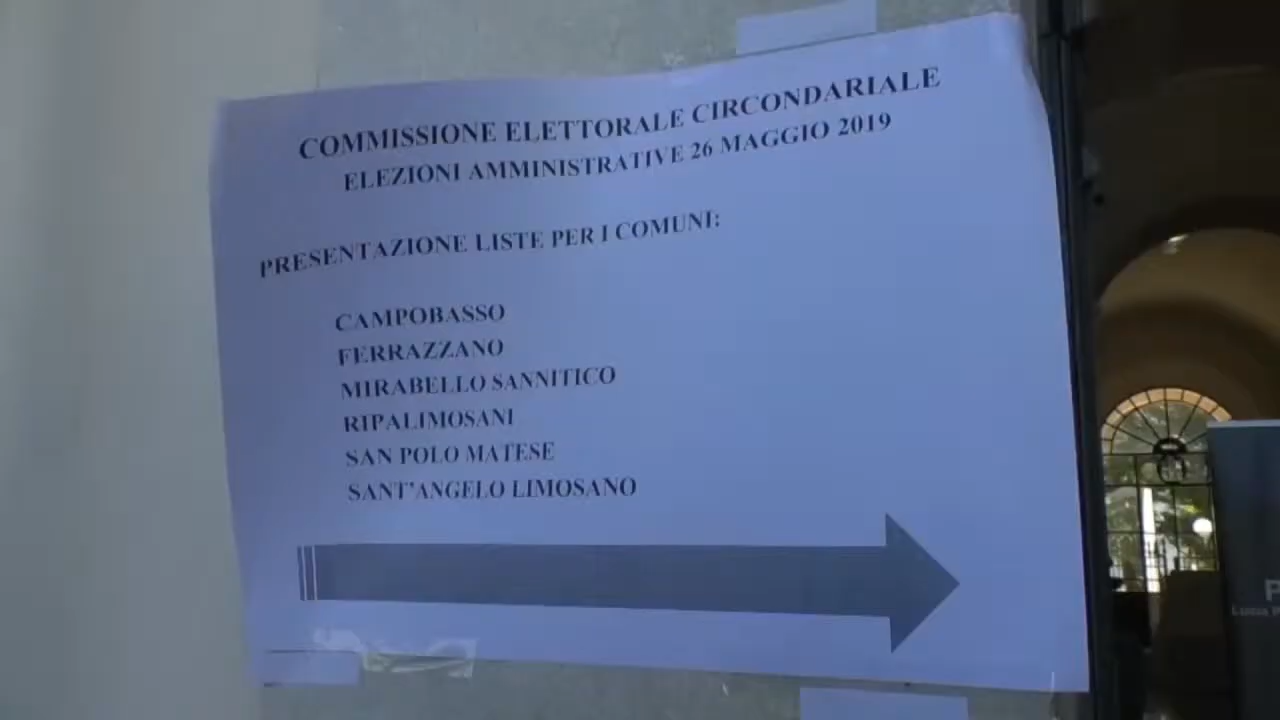 COMMISSIONE ELETTORALE CIRCONDARIALE
ELEZIONI AMMINISTRATIVE 26 MAGGIO 2019
PRESENTAZIONE LISTE PER I COMUNI:
CAMPOBASSO
FERRAZZANO
MIRABELLO SANNITICO
RIPALIMOSANI
SAN POLO MATESE
SANT'ANGELO LIMOSANO